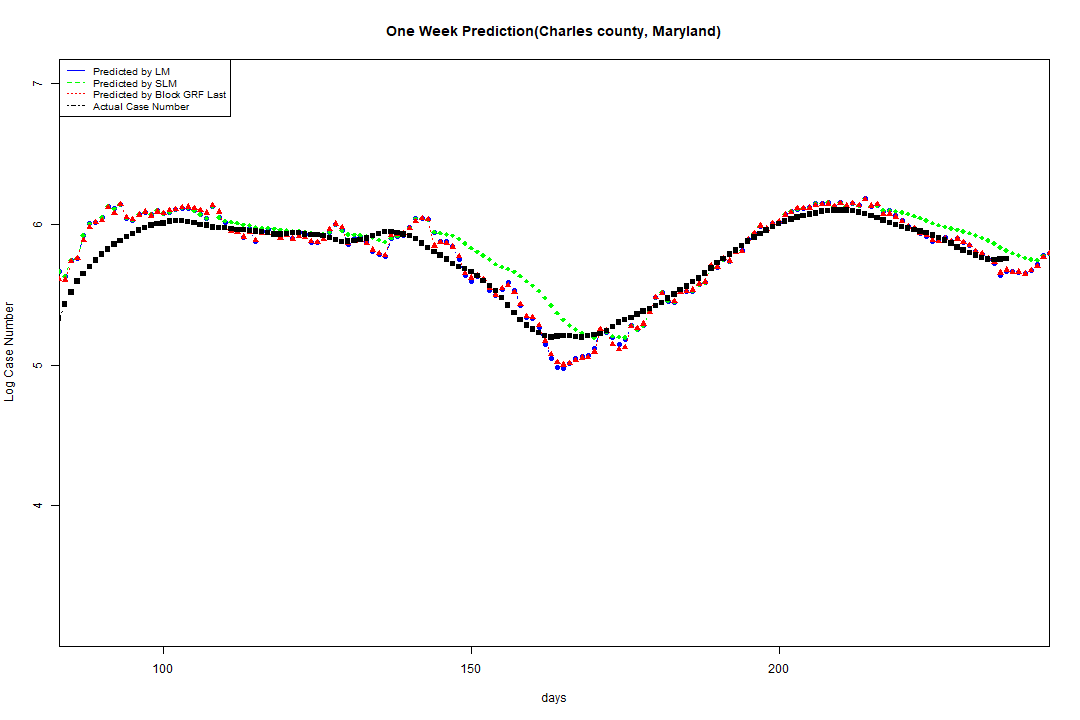 One Week Prediction(Charles county, Maryland)
Predicted by LM
Predicted by SLM
Predicted by Block GRF Last
Actual Case Number
7
6
5
4
Log Case Number
100 150 200
days